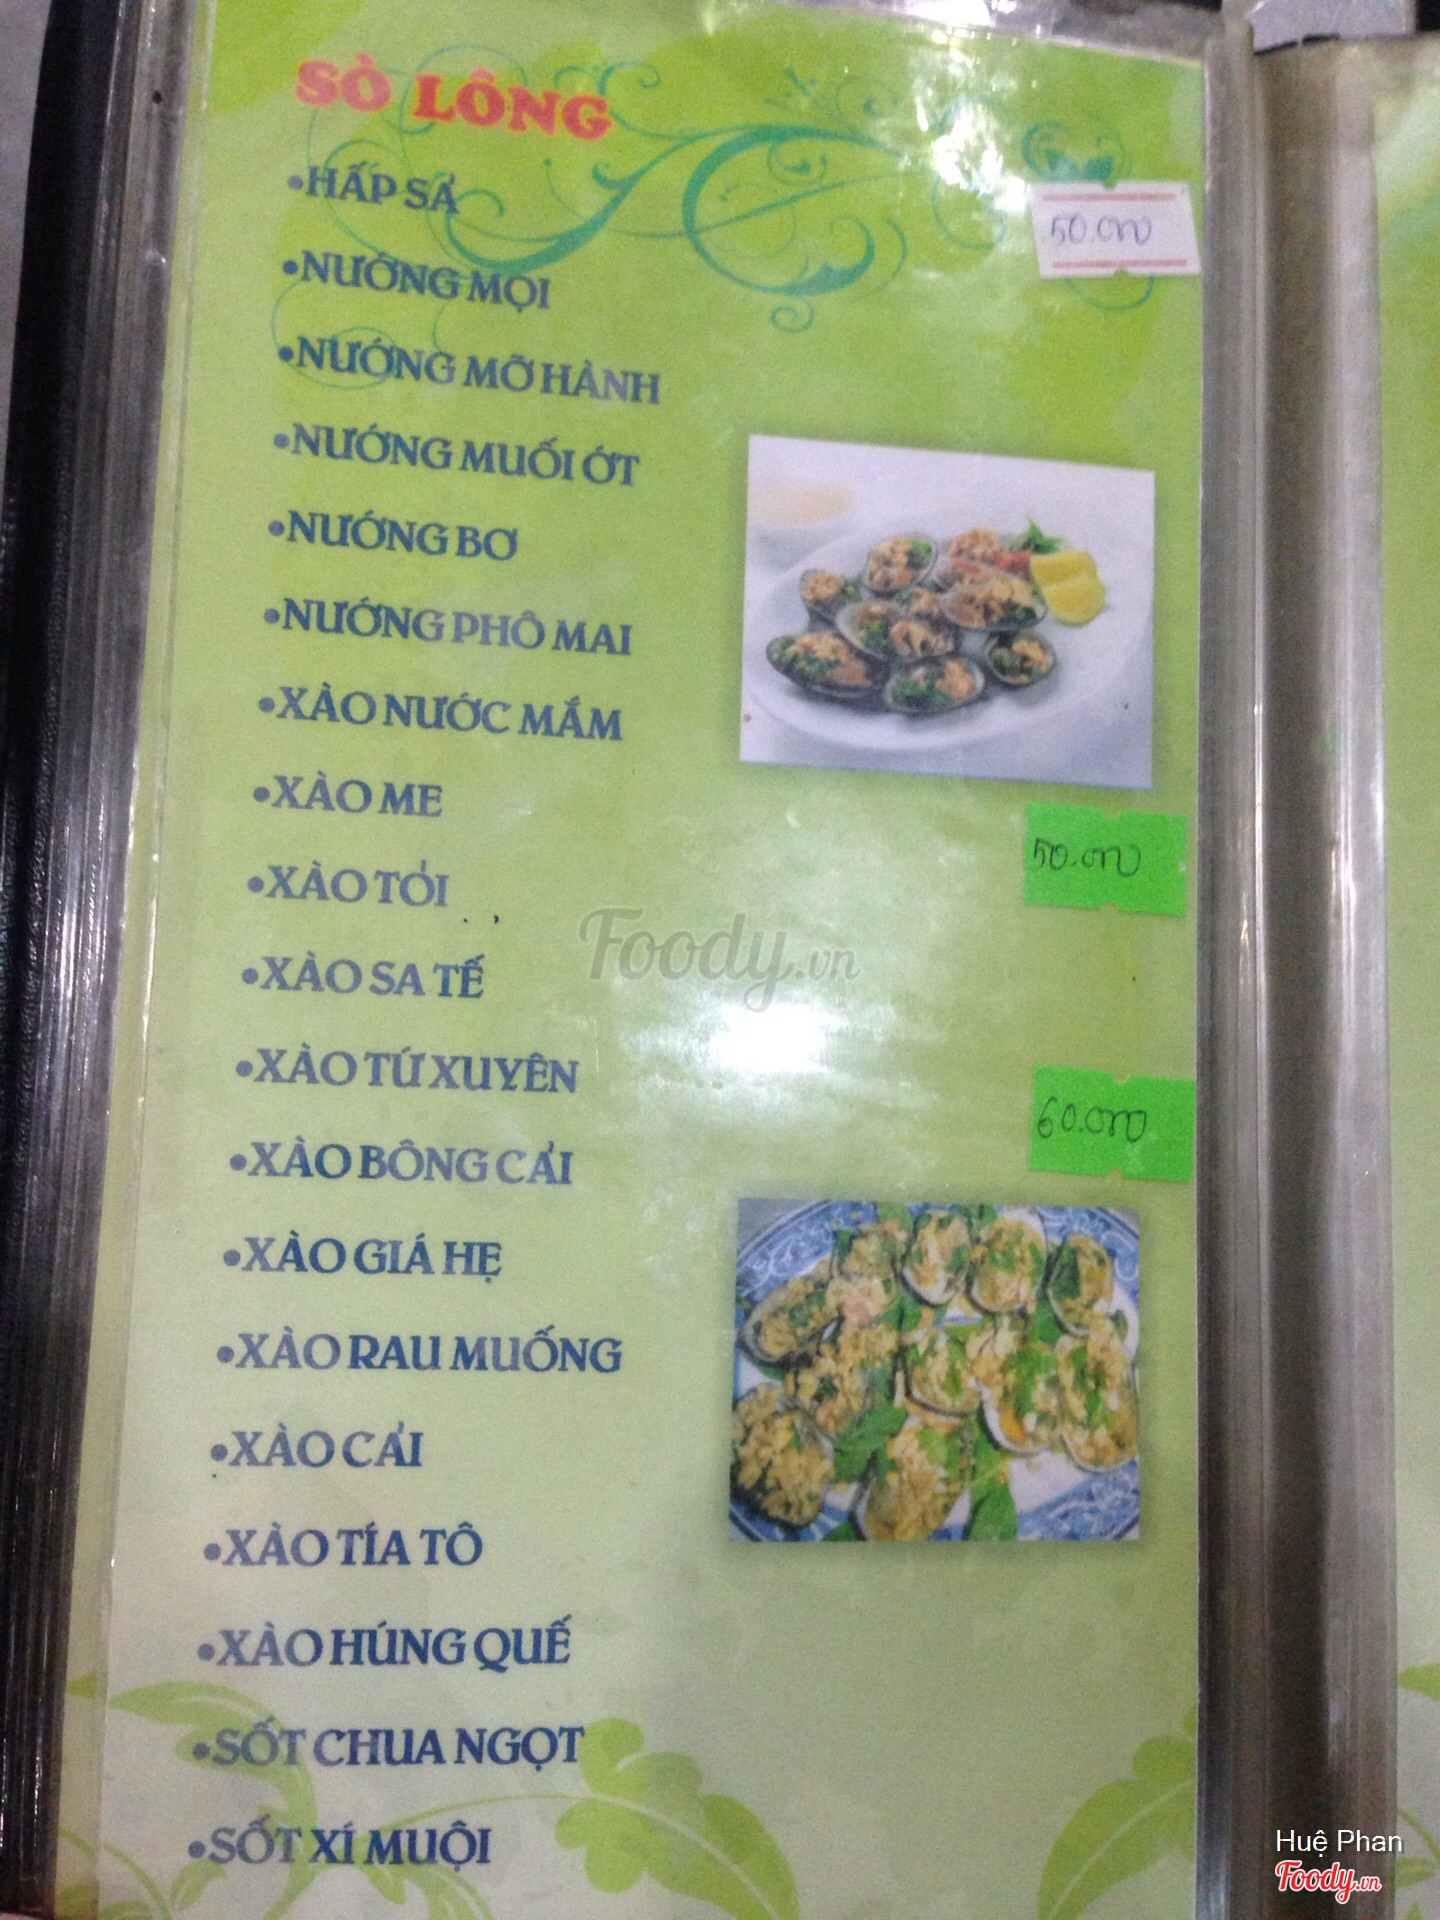 SÒ LÔNG
•HẤP SẢ
50.000
•NƯỚNG MỌI
•NƯỚNG MỠ HÀNH
•NƯỚNG MUỐI ỚT
•NƯỚNG BƠ
•NƯỚNG PHÔ MAI
•XÀO NƯỚC MẮM
•XÀO ME
50.000
•XÀO TỎI
•XÀO SA TẾ
Foody.vn
•XÀO TỨ XUYÊN
60.000
•XÀO BÔNG CẢI
•XÀO GIÁ HẸ
•XÀO RAU MUỐNG
•XÀO CẢI
•XÀO TÍA TÔ
•XÀO HÚNG QUẾ
•SỐT CHUA NGỌT
•SỐT XÍ MUỘI
Huệ Phan
Foody.vn